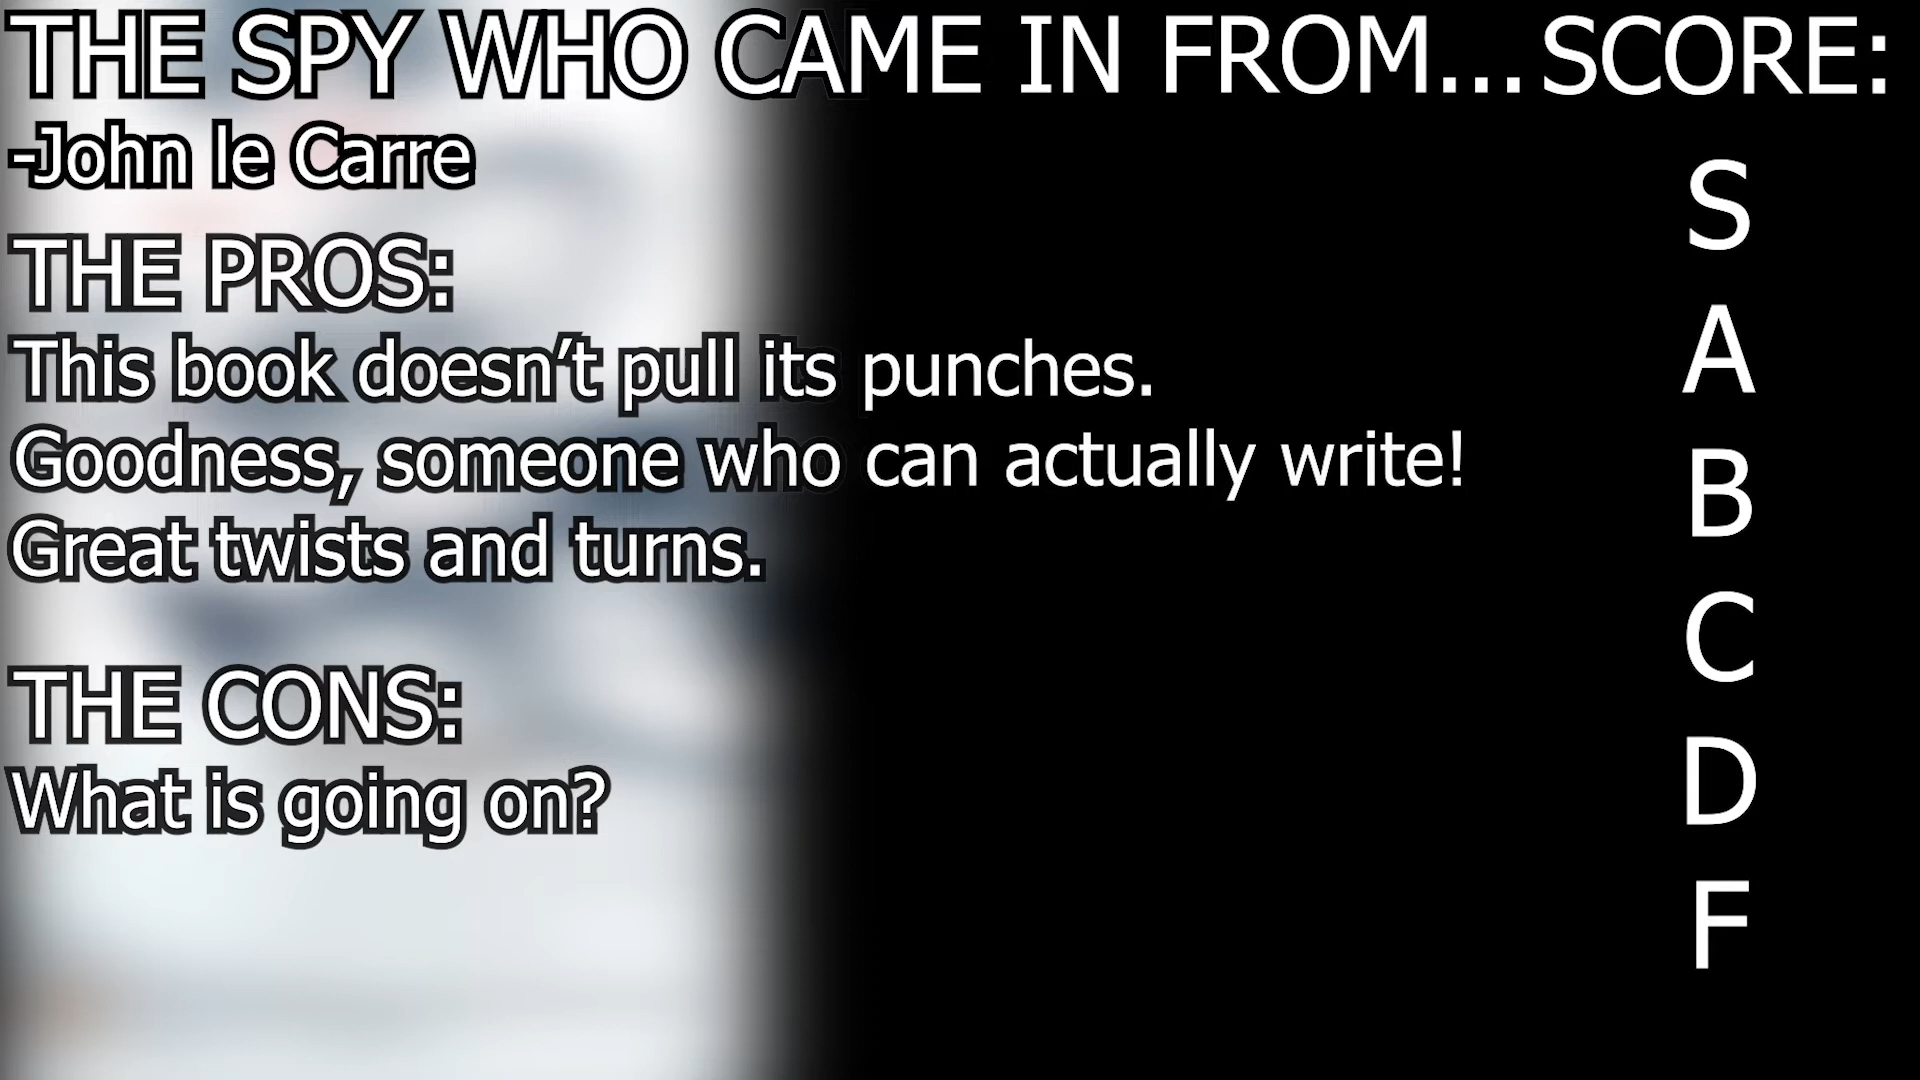 THE SPY WHO CAME IN FROM...
-John le Carre
THE PROS:
This book doesn’t pull its punches.
Goodness, someone who can actually write!
Great twists and turns.
THE CONS:
What is going on?
SCORE:
S
A
B
C
D
F